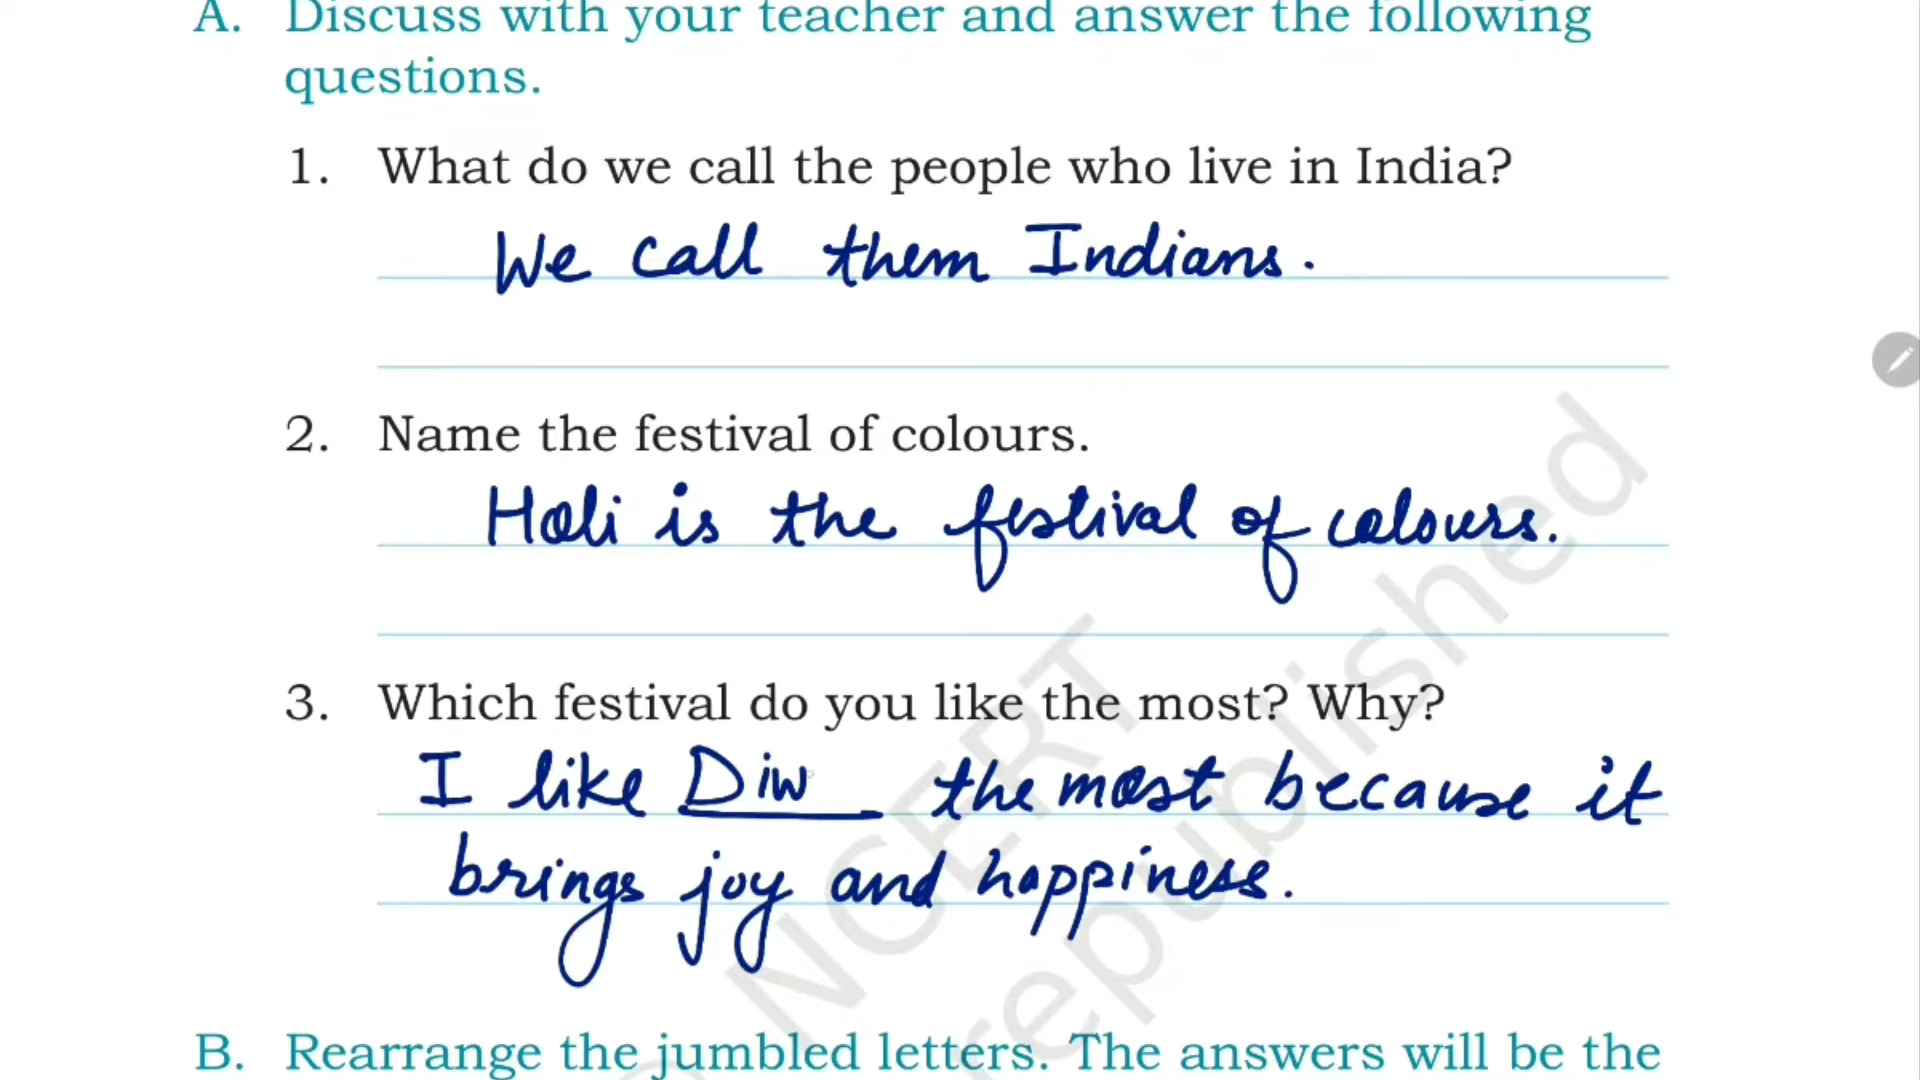 A. Discuss with your teacher and answer the following
questions.
1. What do we call the people who live in India?
We call them Indians.
2. Name the festival of colours.
Holi is the festival of colours.
3. Which festival do you like the most? Why?
I like Diw the most because it
brings joy and happiness.
B. Rearrange the jumbled letters. The answers will be the
NCERT
republished